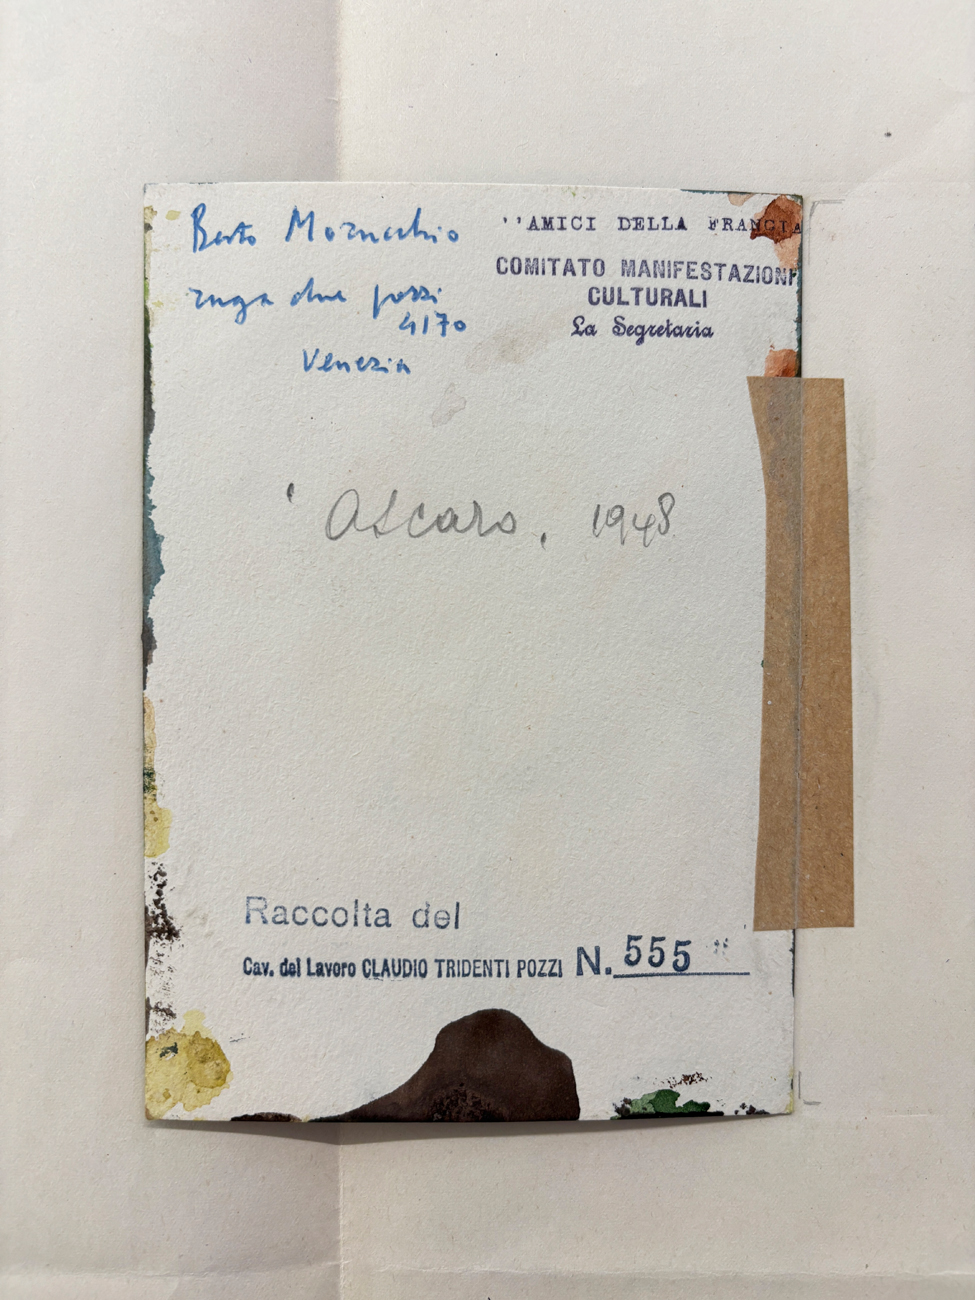 Berto Morucchio
ruga due pozzi
4170
Venezia
''AMICI DELLA FRANCIA
COMITATO MANIFESTAZIONI
CULTURALI
La Segretaria
1948
Raccolta del
Cav. del Lavoro CLAUDIO TRIDENTI POZZI N. 555